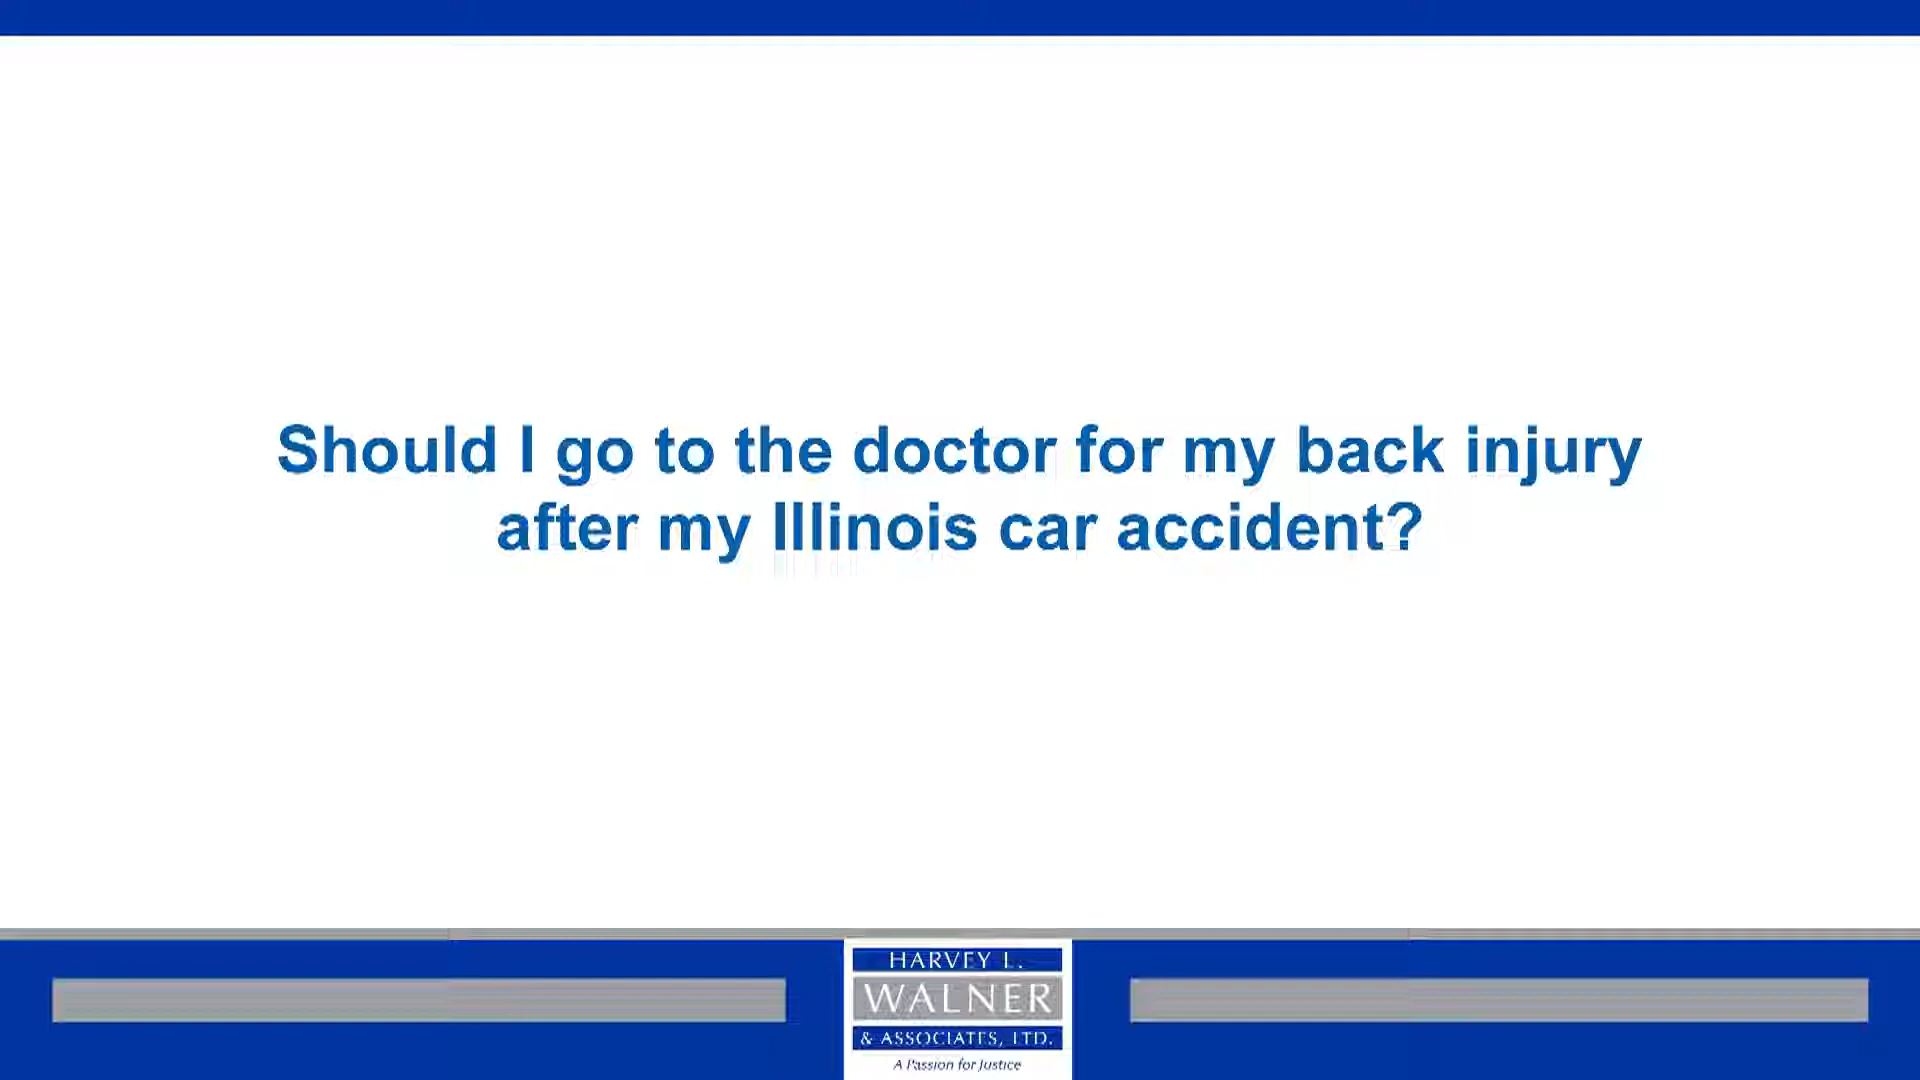 Should I go to the doctor for my back injury
after my Illinois car accident?
HARVEY L.
WALNER
& ASSOCIATES, LTD.
A Passion for Justice